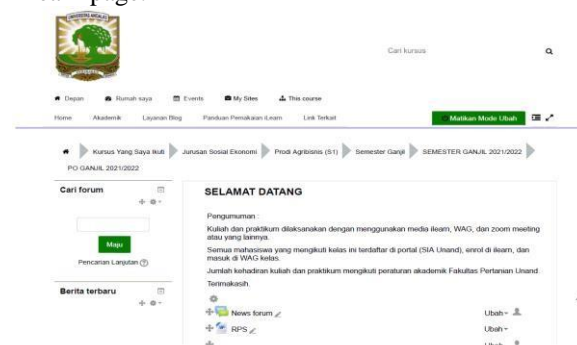 UNIVERSITAS ANDALAS
Cari kursus
Depan Rumah saya Events My Sites This course
Home Akademik Layanan Blog Panduan Pemakaian iLearn Link Terkait Matikan Mode Ubah
Kursus Yang Saya Ikuti Jurusan Sosial Ekonomi Prodi Agribisnis (S1) Semester Ganjil SEMESTER GANJIL 2021/2022
PO GANJIL 2021/2022
Cari forum
Maju
Pencarian Lanjutan
Berita terbaru
SELAMAT DATANG
Pengumuman :
Kuliah dan praktikum dilaksanakan dengan menggunakan media ilearn, WAG, dan zoom meeting
atau yang lainnya.
Semua mahasiswa yang mengikuti kelas ini terdaftar di portal (SIA Unand), enrol di ilearn, dan
masuk di WAG kelas.
Jumlah kehadiran kuliah dan praktikum mengikuti peraturan akademik Fakultas Pertanian Unand.
Terimakasih.
News forum Ubah
RPS Ubah